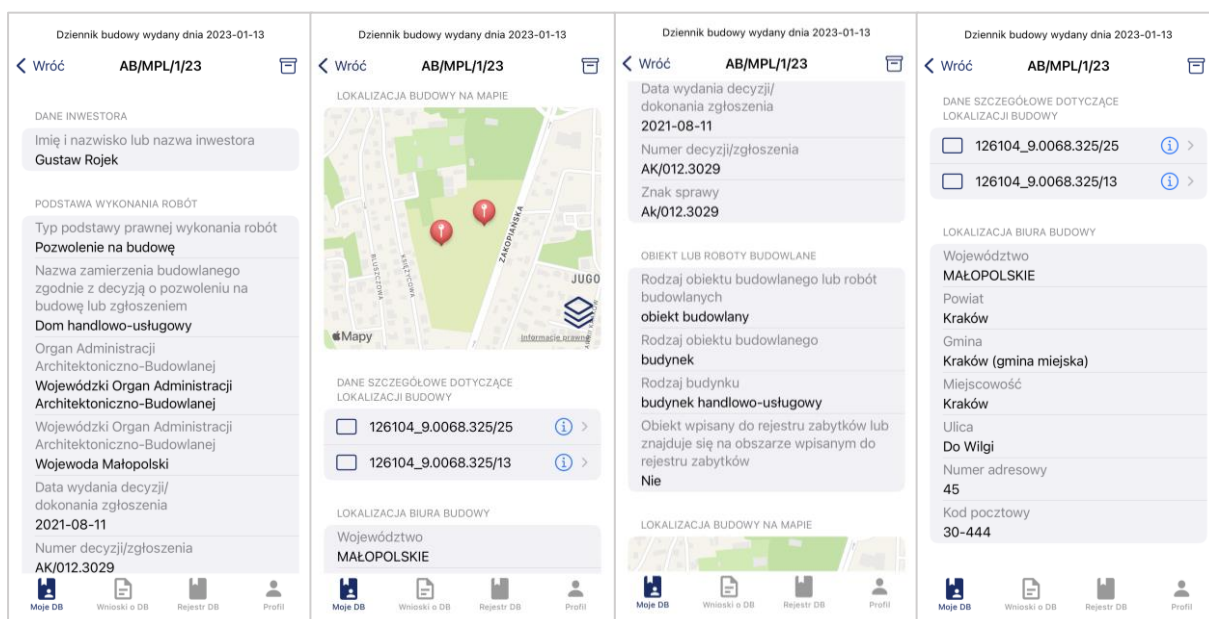 Dziennik budowy wydany dnia 2023-01-13
Wróć
AB/MPL/1/23
DANE INWESTORA
Imię i nazwisko lub nazwa inwestora
Gustaw Rojek
PODSTAWA WYKONANIA ROBÓT
Typ podstawy prawnej wykonania robót
Pozwolenie na budowę
Nazwa zamierzenia budowlanego
zgodnie z decyzją o pozwoleniu na
budowę lub zgłoszeniem
Dom handlowo-usługowy
Organ Administracji
Architektoniczno-Budowlanej
Wojewódzki Organ Administracji
Architektoniczno-Budowlanej
Wojewódzki Organ Administracji
Architektoniczno-Budowlanej
Wojewoda Małopolski
Data wydania decyzji/
dokonania zgłoszenia
2021-08-11
Numer decyzji/zgłoszenia
AK/012.3029
Moje DB
Wnioski o DB
Rejestr DB
Profil
Dziennik budowy wydany dnia 2023-01-13
Wróć
AB/MPL/1/23
LOKALIZACJA BUDOWY NA MAPIE
ZAKOPIAŃSKA
BLUSZCZOWA
KSIĘŻYCOWA
JUGO
Mapy
Informacje prawne
DANE SZCZEGÓŁOWE DOTYCZĄCE
LOKALIZACJI BUDOWY
126104_9.0068.325/25
126104_9.0068.325/13
LOKALIZACJA BIURA BUDOWY
Województwo
MAŁOPOLSKIE
Moje DB
Wnioski o DB
Rejestr DB
Profil
Dziennik budowy wydany dnia 2023-01-13
Wróć
AB/MPL/1/23
Data wydania decyzji/
dokonania zgłoszenia
2021-08-11
Numer decyzji/zgłoszenia
AK/012.3029
Znak sprawy
Ak/012.3029
OBIEKT LUB ROBOTY BUDOWLANE
Rodzaj obiektu budowlanego lub robót
budowlanych
obiekt budowlany
Rodzaj obiektu budowlanego
budynek
Rodzaj budynku
budynek handlowo-usługowy
Obiekt wpisany do rejestru zabytków lub
znajduje się na obszarze wpisanym do
rejestru zabytków
Nie
LOKALIZACJA BUDOWY NA MAPIE
Moje DB
Wnioski o DB
Rejestr DB
Profil
Dziennik budowy wydany dnia 2023-01-13
Wróć
AB/MPL/1/23
DANE SZCZEGÓŁOWE DOTYCZĄCE
LOKALIZACJI BUDOWY
126104_9.0068.325/25
126104_9.0068.325/13
LOKALIZACJA BIURA BUDOWY
Województwo
MAŁOPOLSKIE
Powiat
Kraków
Gmina
Kraków (gmina miejska)
Miejscowość
Kraków
Ulica
Do Wilgi
Numer adresowy
45
Kod pocztowy
30-444
Moje DB
Wnioski o DB
Rejestr DB
Profil